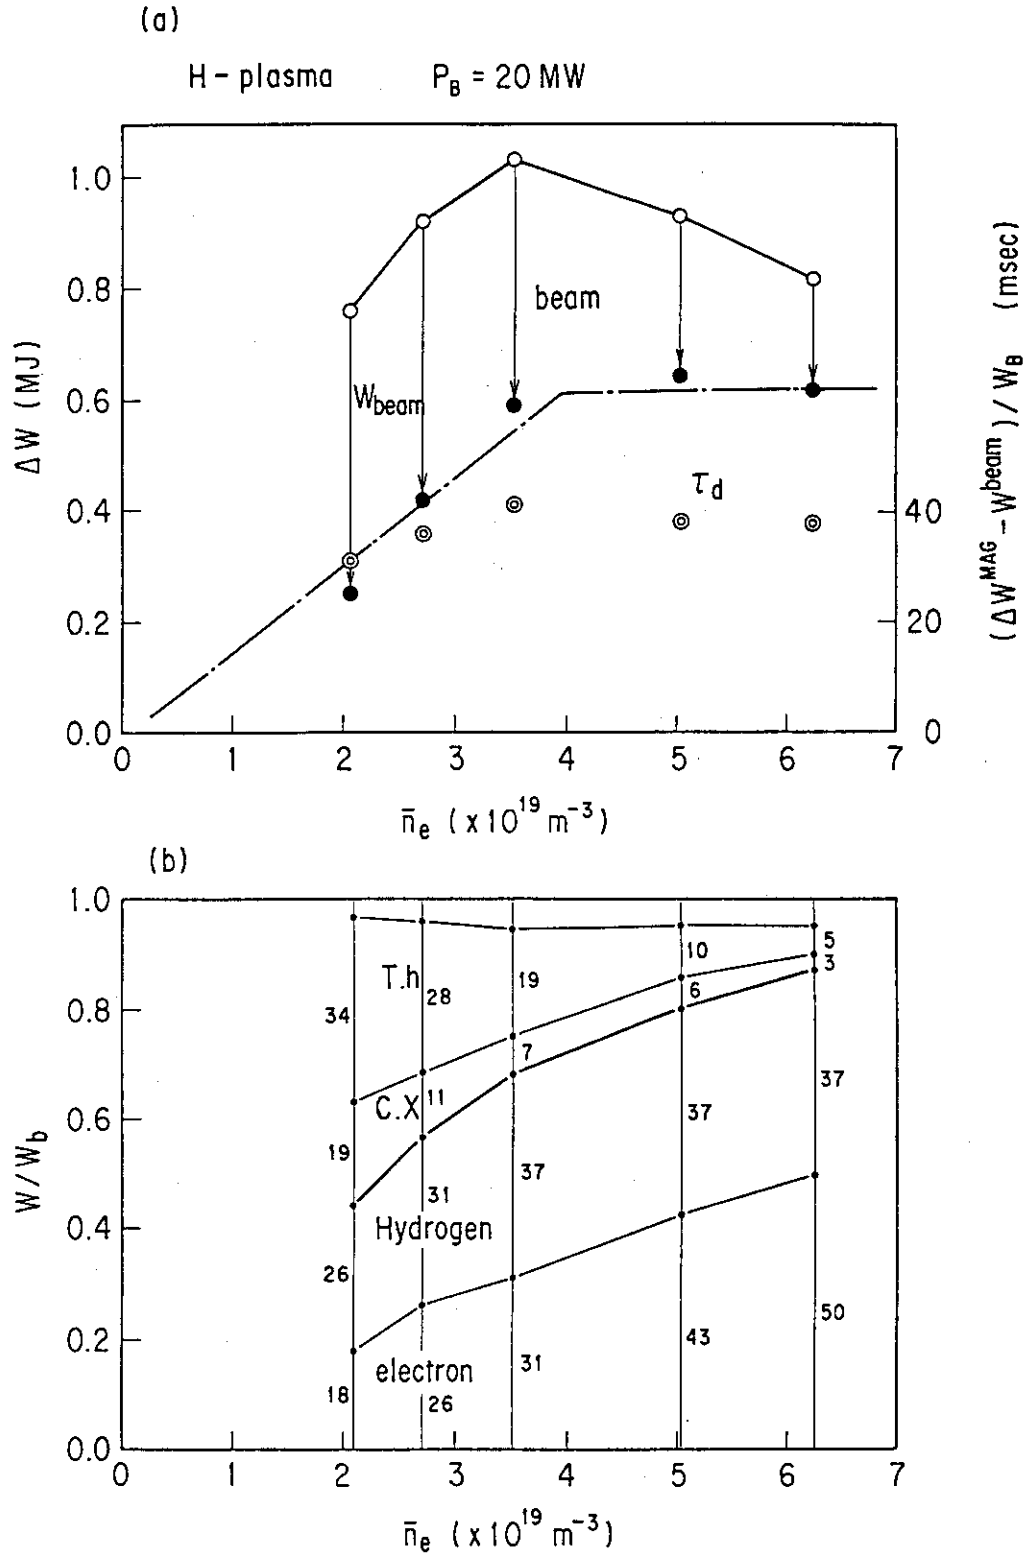 (a)
H-plasma P_B = 20 MW
1.0
0.8
0.6
0.4
0.2
0.0
ΔW (MJ)
beam
W_beam
τ_d
40
20
0
(ΔW^MAG - W^beam) / W_B (msec)
0 1 2 3 4 5 6 7
n̄_e (x10^19 m^-3)
(b)
1.0
0.8
0.6
0.4
0.2
0.0
W/W_b
T.h
34 28 19 10 5
C.X
19 11 7 6 3
Hydrogen
26 31 37 37 37
electron
18 26 31 43 50
0 1 2 3 4 5 6 7
n̄_e (x10^19 m^-3)